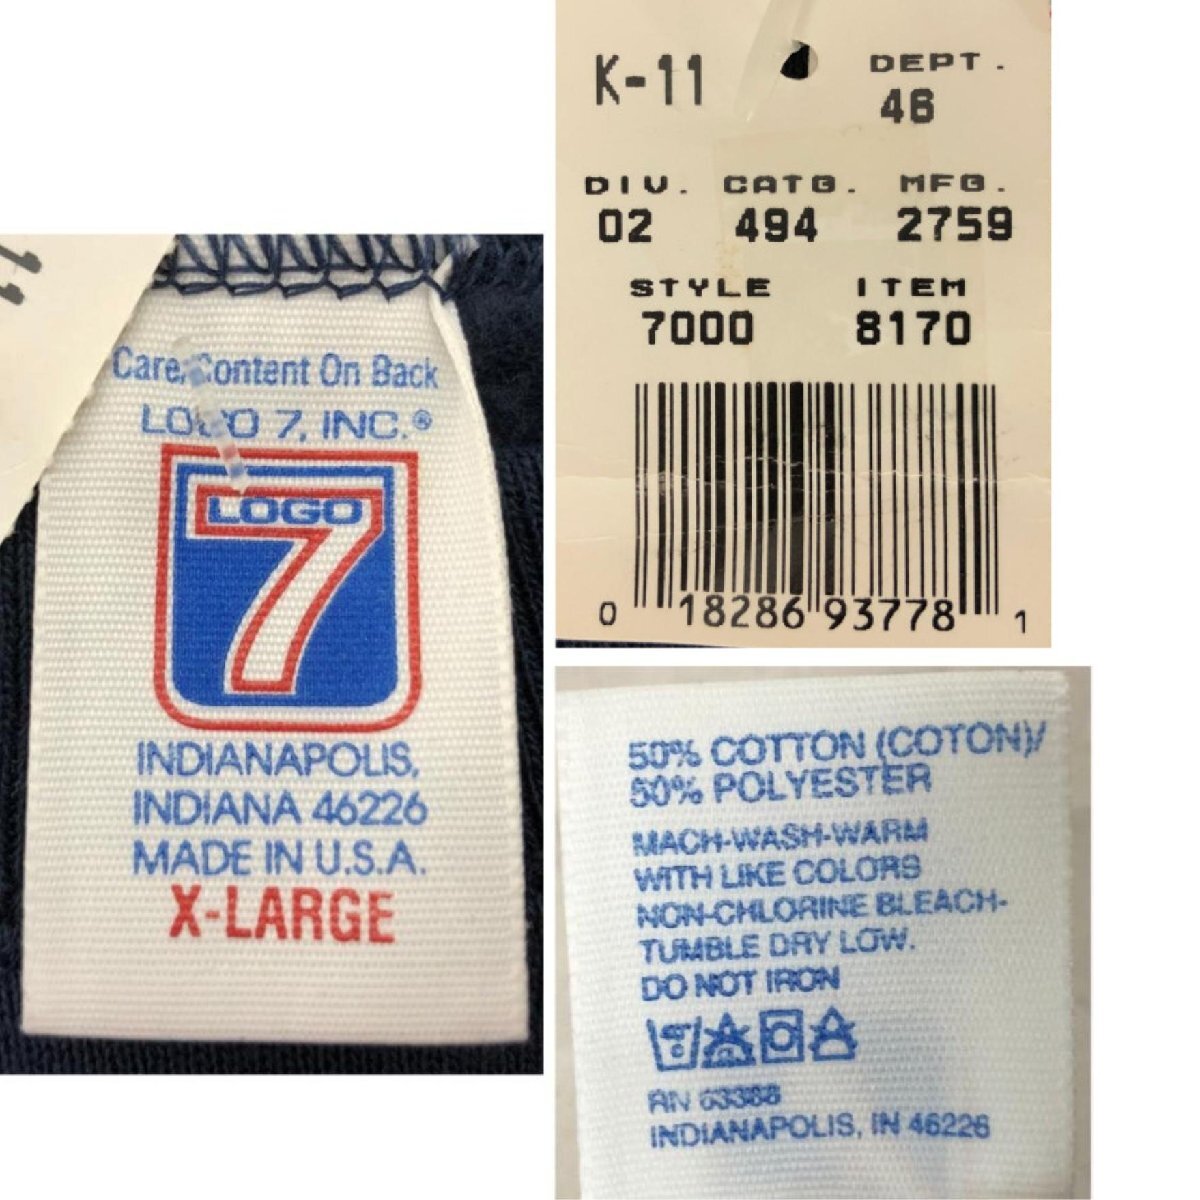 Care/Content On Back
LOGO 7, INC.®
LOGO
7
INDIANAPOLIS,
INDIANA 46226
MADE IN U.S.A.
X-LARGE
11
K-11
DEPT.
46
DIV. CATG. MFG.
02 494 2759
STYLE ITEM
7000 8170
0 18286 93778 1
50% COTTON (COTON)/
50% POLYESTER
MACH-WASH-WARM
WITH LIKE COLORS
NON-CHLORINE BLEACH-
TUMBLE DRY LOW.
DO NOT IRON
RN 63388
INDIANAPOLIS, IN 46226